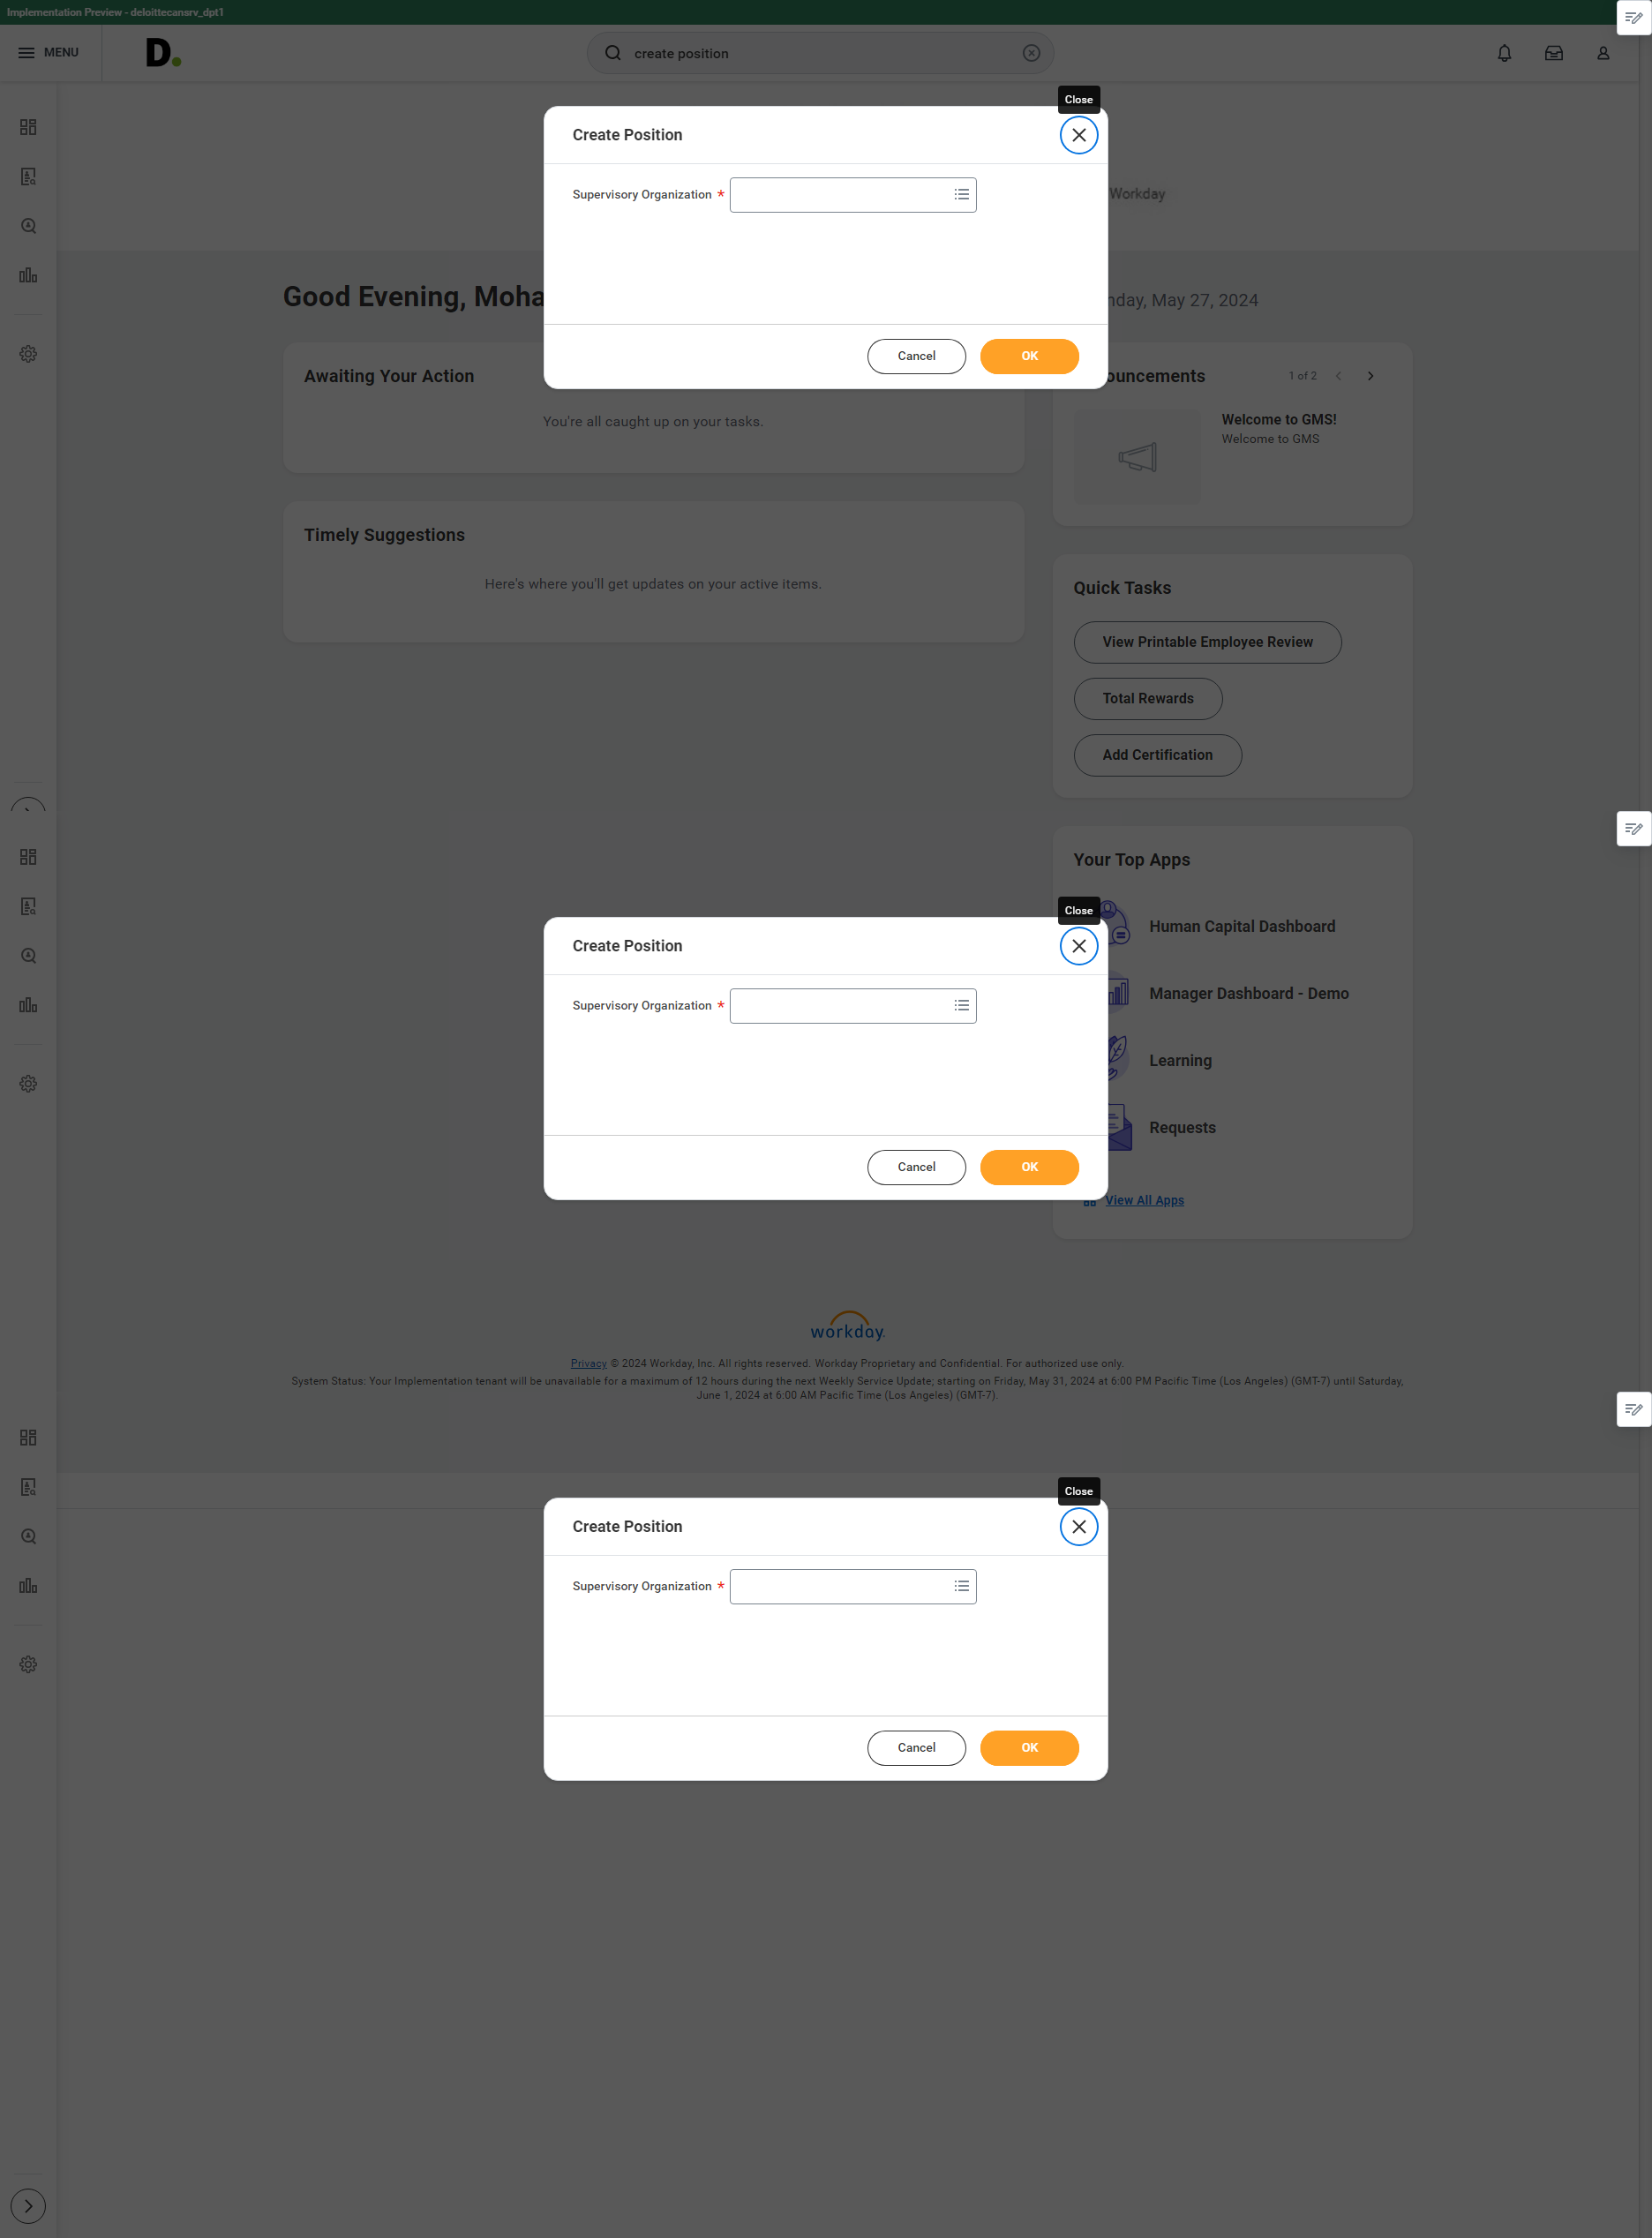 Implementation Preview - deloittecansrv_dpt1
MENU
D.
create position
Close
Create Position
Supervisory Organization *
Workday
Good Evening, Moha
nday, May 27, 2024
Cancel
OK
Awaiting Your Action
You're all caught up on your tasks.
ouncements
1 of 2
Welcome to GMS!
Welcome to GMS
Timely Suggestions
Here's where you'll get updates on your active items.
Quick Tasks
View Printable Employee Review
Total Rewards
Add Certification
Your Top Apps
Close
Human Capital Dashboard
Create Position
Manager Dashboard - Demo
Supervisory Organization *
Learning
Requests
Cancel
OK
View All Apps
workday.
Privacy © 2024 Workday, Inc. All rights reserved. Workday Proprietary and Confidential. For authorized use only.
System Status: Your Implementation tenant will be unavailable for a maximum of 12 hours during the next Weekly Service Update; starting on Friday, May 31, 2024 at 6:00 PM Pacific Time (Los Angeles) (GMT-7) until Saturday,
June 1, 2024 at 6:00 AM Pacific Time (Los Angeles) (GMT-7).
Close
Create Position
Supervisory Organization *
Cancel
OK